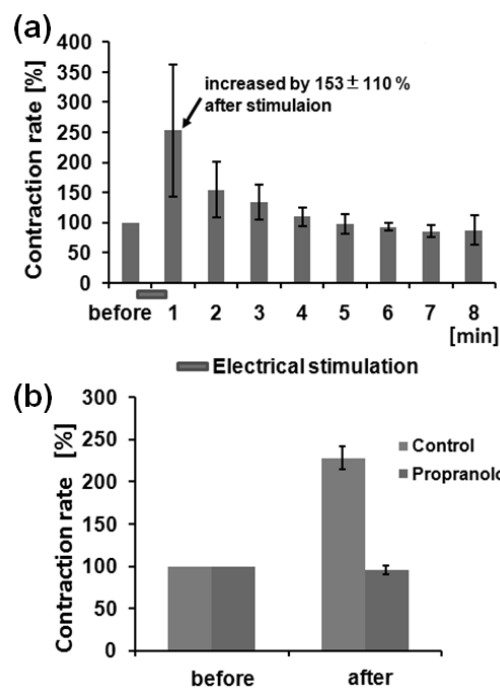 (a)
Contraction rate [%]
400
350
300
250
200
150
100
50
0
increased by 153 ± 110 %
after stimulaion
before 1 2 3 4 5 6 7 8
[min]
Electrical stimulation
(b)
Contraction rate [%]
300
250
200
150
100
50
0
Control
Propranolo
before after